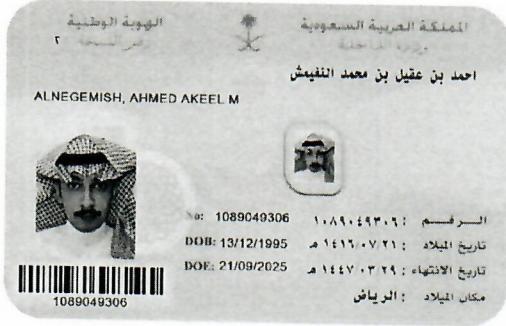 المملكة العربية السعودية
وزارة الداخلية
الهوية الوطنية
٢
احمد بن عقيل بن محمد النفيمش
ALNEGEMISH, AHMED AKEEL M
الرقم : ١٠٨٩٠٤٩٣٠٦
No: 1089049306
تاريخ الميلاد : ١٤١٦/٠٧/٢١ هـ
DOB: 13/12/1995
تاريخ الانتهاء : ١٤٤٧/٠٣/٢٩ هـ
DOE: 21/09/2025
مكان الميلاد : الرياض
1089049306